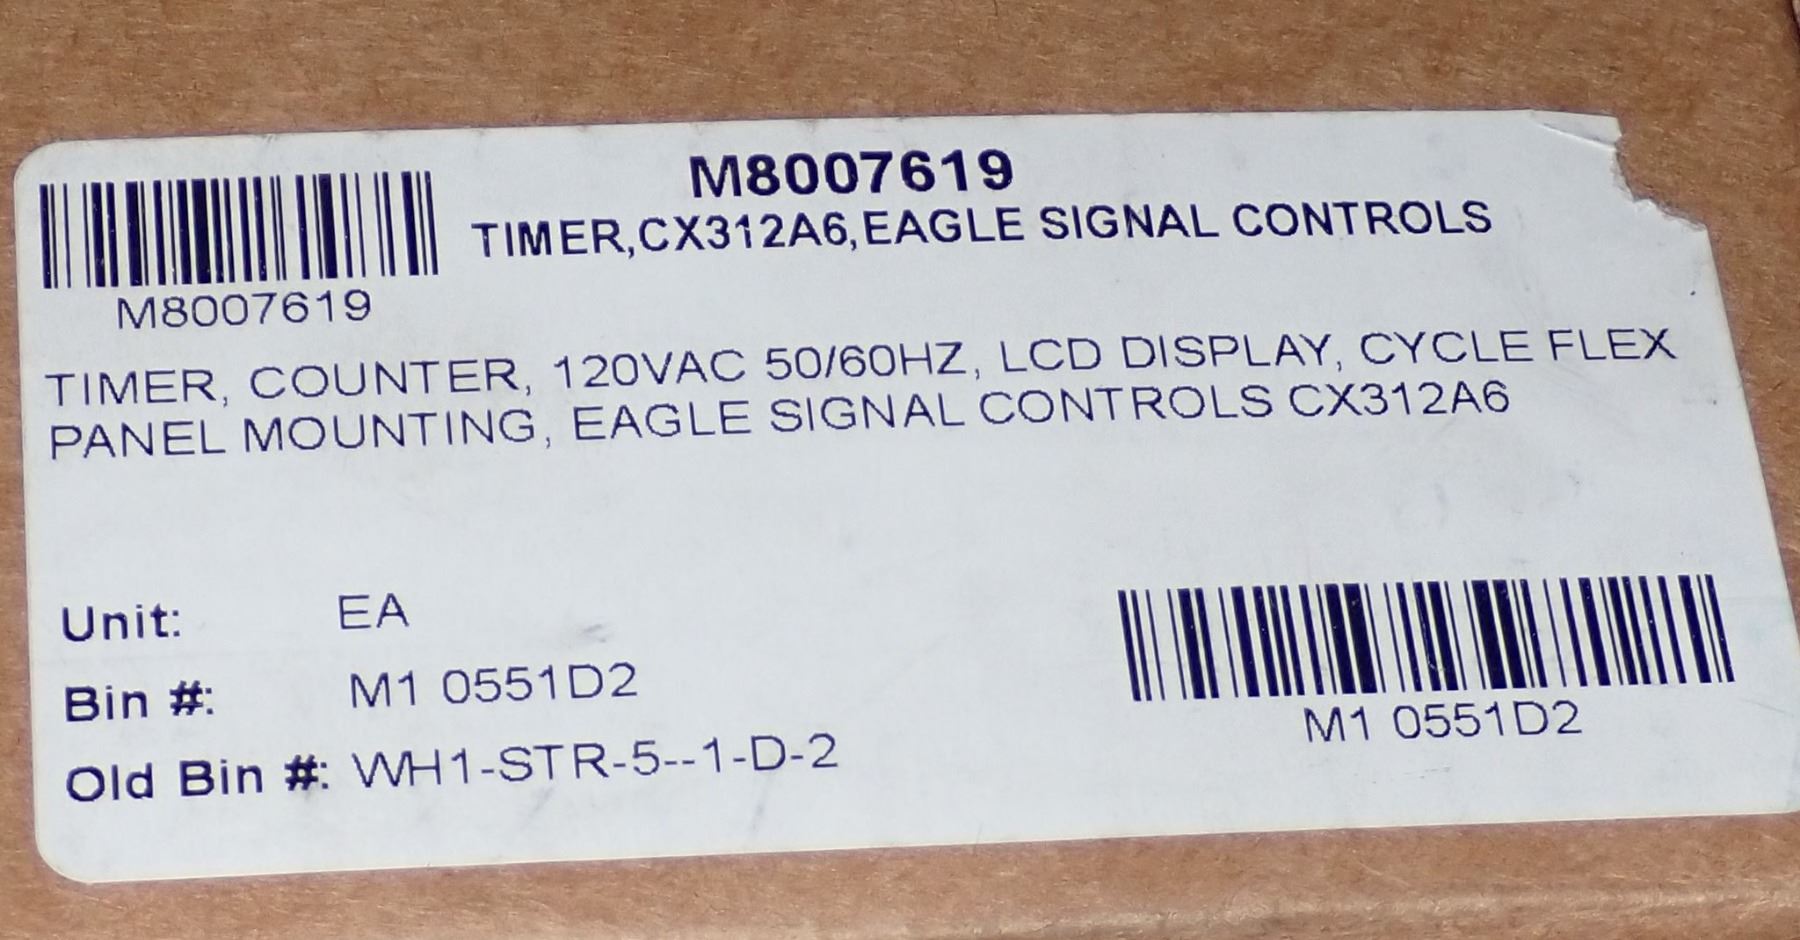 M8007619
TIMER,CX312A6,EAGLE SIGNAL CONTROLS
M8007619
TIMER, COUNTER, 120VAC 50/60HZ, LCD DISPLAY, CYCLE FLEX
PANEL MOUNTING, EAGLE SIGNAL CONTROLS CX312A6
Unit: EA
Bin #: M1 0551D2
Old Bin #: WH1-STR-5--1-D-2
M1 0551D2